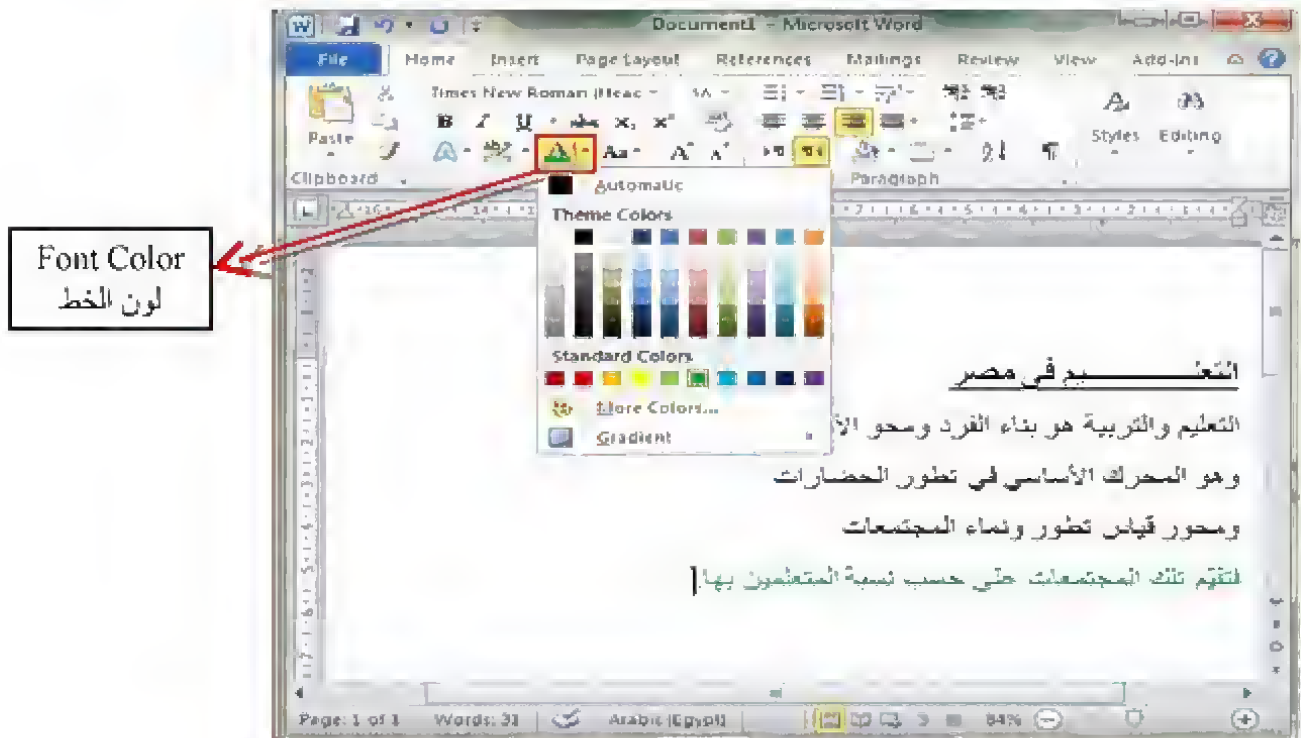 Document1 - Microsoft Word
File Home Insert Page Layout References Mailings Review View Add-Ins
Times New Roman (Heac
Paste
Styles Editing
Clipboard
Paragraph
Automatic
Theme Colors
Standard Colors
More Colors...
Gradient
Font Color
لون الخط
التعلـــــــــــــيم في مصر
التعليم والتربية هو بناء الفرد ومحو الأ
وهو المحرك الأساسي في تطور الحضارات
ومحور قياس تطور ونماء المجتمعات
فتقيّم تلك المجتمعات على حسب نسبة المتعلمين بها
Page: 1 of 1 Words: 31 Arabic (Egypt) 84%